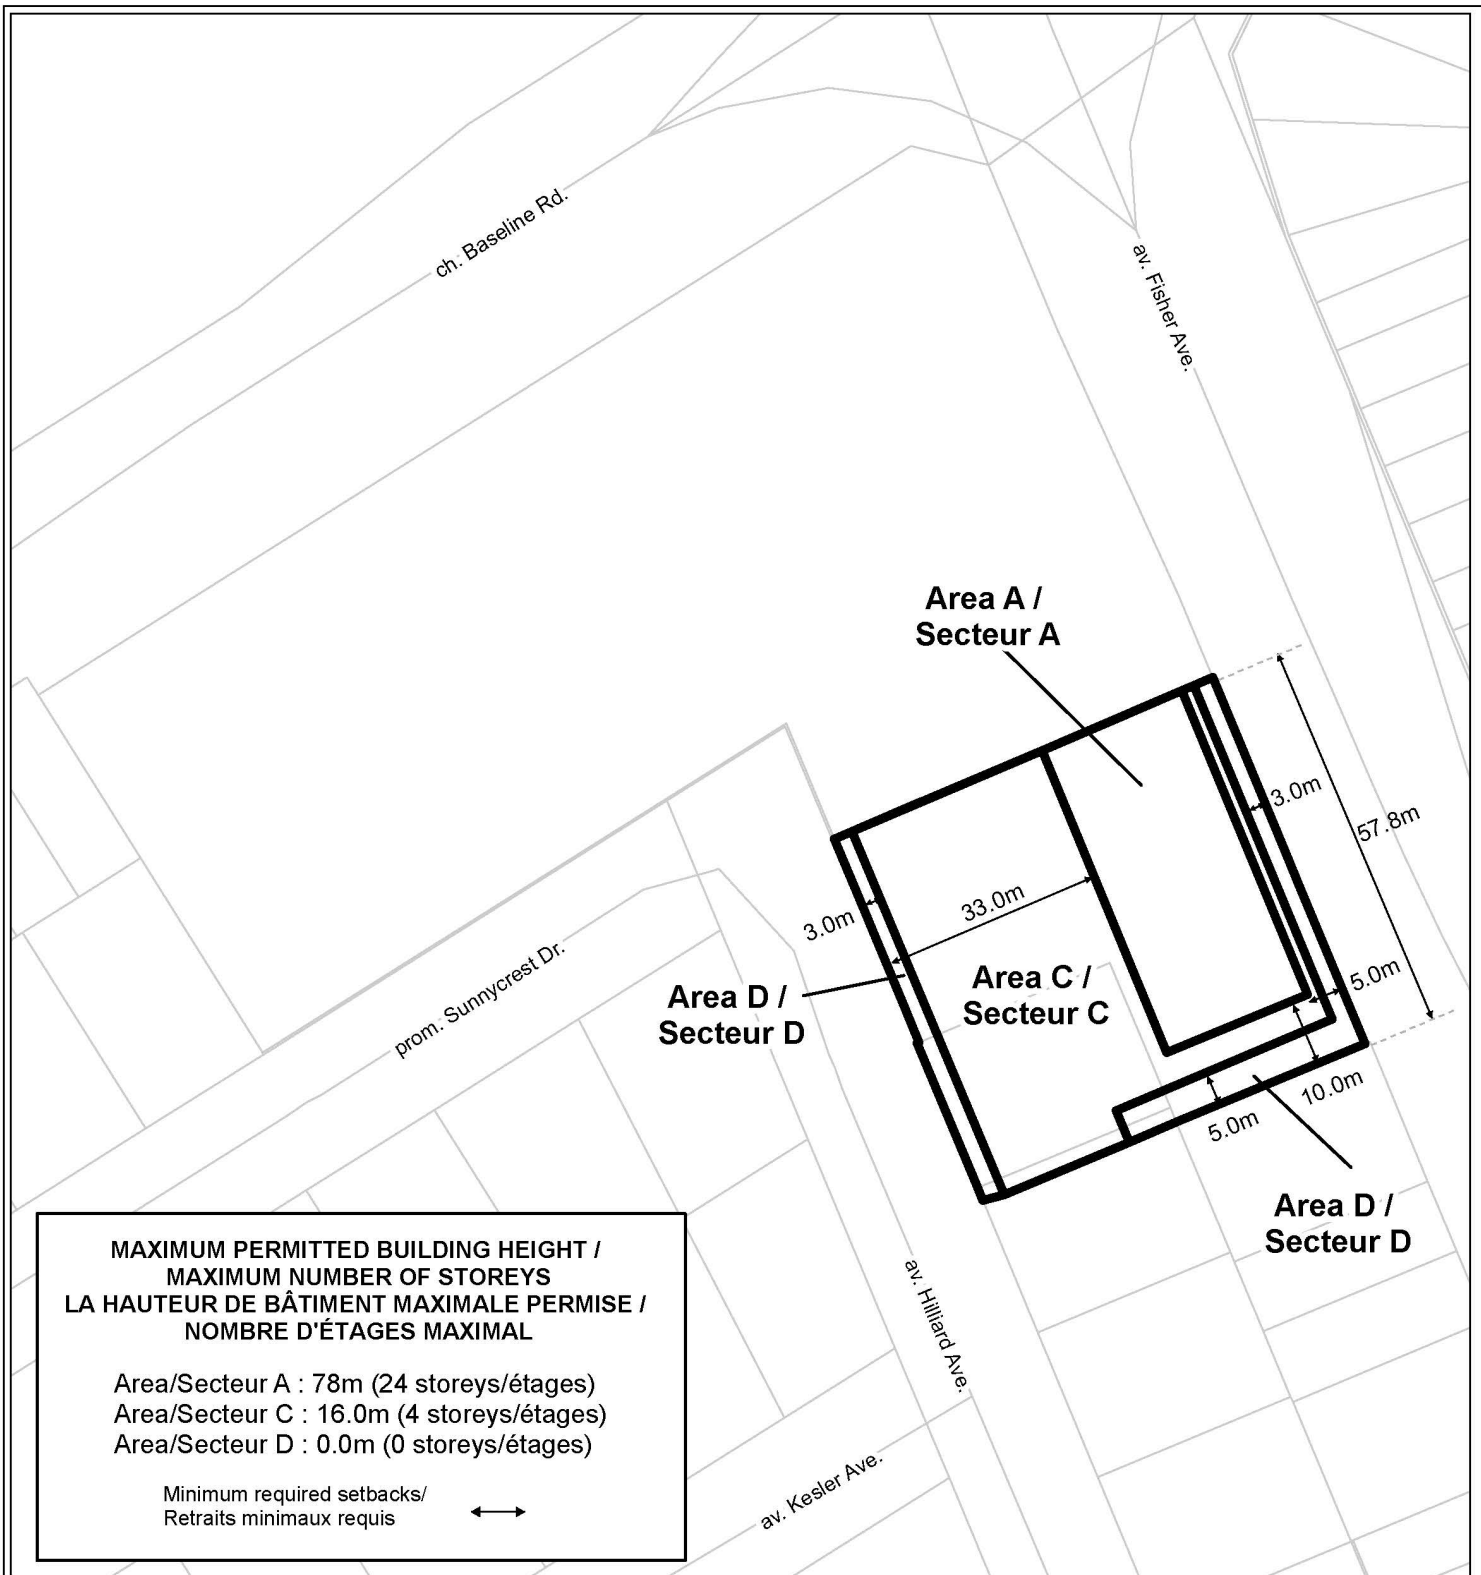 ch. Baseline Rd.
av. Fisher Ave.
Area A /
Secteur A
3.0m
57.8m
33.0m
3.0m
Area C /
Secteur C
5.0m
Area D /
Secteur D
prom. Sunnycrest Dr.
10.0m
5.0m
Area D /
Secteur D
av. Hilliard Ave.
av. Kesler Ave.
MAXIMUM PERMITTED BUILDING HEIGHT /
MAXIMUM NUMBER OF STOREYS
LA HAUTEUR DE BÂTIMENT MAXIMALE PERMISE /
NOMBRE D'ÉTAGES MAXIMAL
Area/Secteur A : 78m (24 storeys/étages)
Area/Secteur C : 16.0m (4 storeys/étages)
Area/Secteur D : 0.0m (0 storeys/étages)
Minimum required setbacks/
Retraits minimaux requis